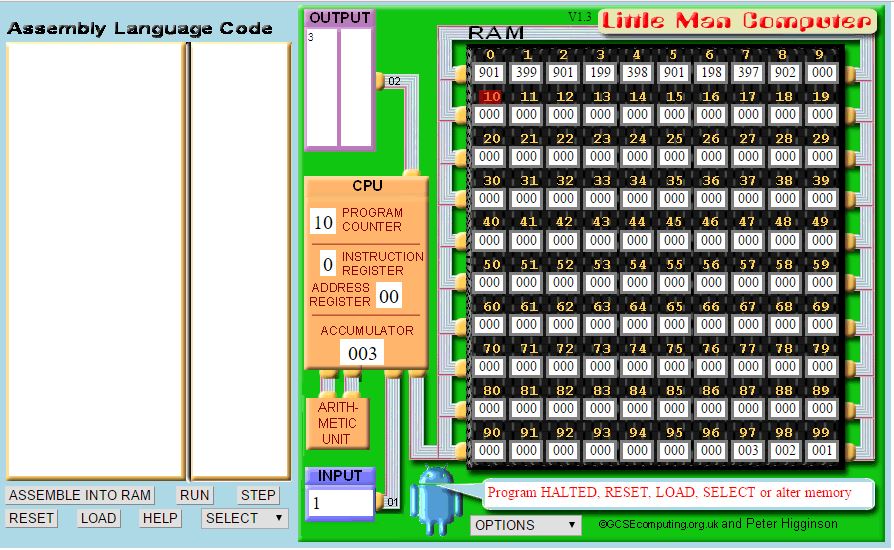 Assembly Language Code
OUTPUT
3
V1.3
Little Man Computer
RAM
0 1 2 3 4 5 6 7 8 9
901 399 901 199 398 901 198 397 902 000
10 11 12 13 14 15 16 17 18 19
000 000 000 000 000 000 000 000 000 000
20 21 22 23 24 25 26 27 28 29
000 000 000 000 000 000 000 000 000 000
30 31 32 33 34 35 36 37 38 39
000 000 000 000 000 000 000 000 000 000
40 41 42 43 44 45 46 47 48 49
000 000 000 000 000 000 000 000 000 000
50 51 52 53 54 55 56 57 58 59
000 000 000 000 000 000 000 000 000 000
60 61 62 63 64 65 66 67 68 69
000 000 000 000 000 000 000 000 000 000
70 71 72 73 74 75 76 77 78 79
000 000 000 000 000 000 000 000 000 000
80 81 82 83 84 85 86 87 88 89
000 000 000 000 000 000 000 000 000 000
90 91 92 93 94 95 96 97 98 99
000 000 000 000 000 000 000 003 002 001
02
CPU
10 PROGRAM
COUNTER
0 INSTRUCTION
REGISTER
ADDRESS
REGISTER 00
ACCUMULATOR
003
ARITH-
METIC
UNIT
INPUT
1
01
ASSEMBLE INTO RAM RUN STEP
RESET LOAD HELP SELECT
Program HALTED, RESET, LOAD, SELECT or alter memory
OPTIONS
©GCSEcomputing.org.uk and Peter Higginson